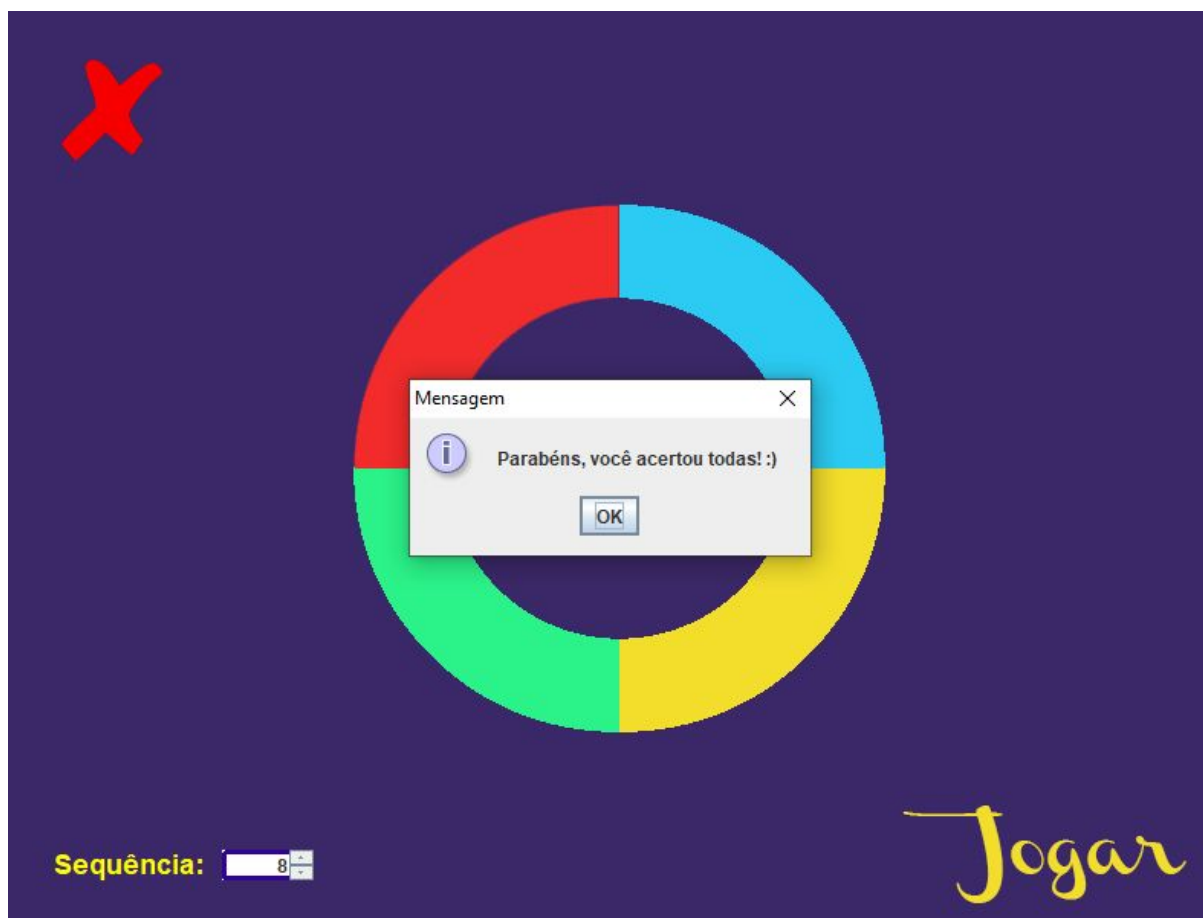 Mensagem
Parabéns, você acertou todas! :)
OK
Sequência: 8
Jogar